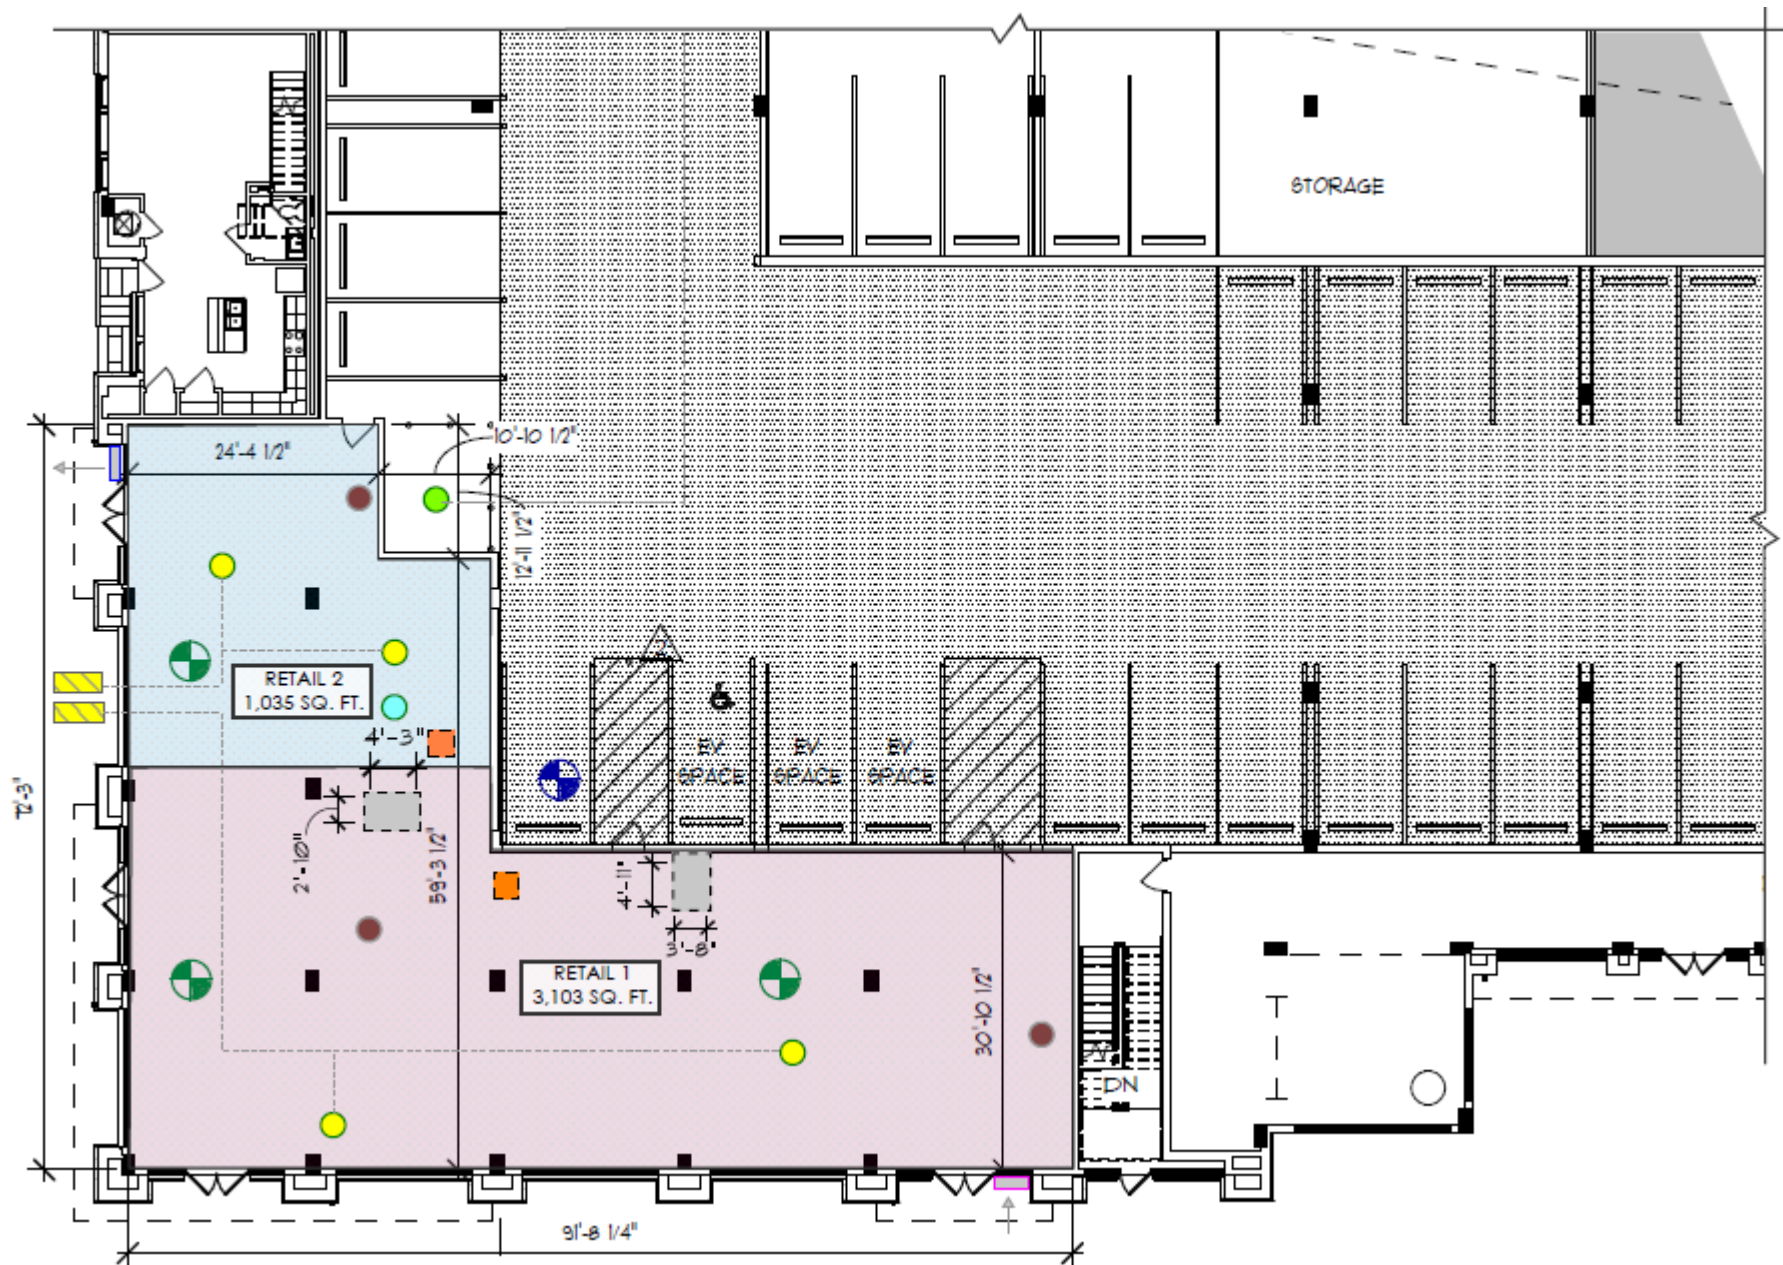 STORAGE
24'-4 1/2"
10'-10 1/2"
12'-11 1/2"
2
RETAIL 2
1,035 SQ. FT.
4'-3"
EV
SPACE
EV
SPACE
EV
SPACE
72'-3"
2'-10"
59'-3 1/2"
4'-11"
3'-8"
RETAIL 1
3,103 SQ. FT.
30'-10 1/2"
DN
91'-8 1/4"